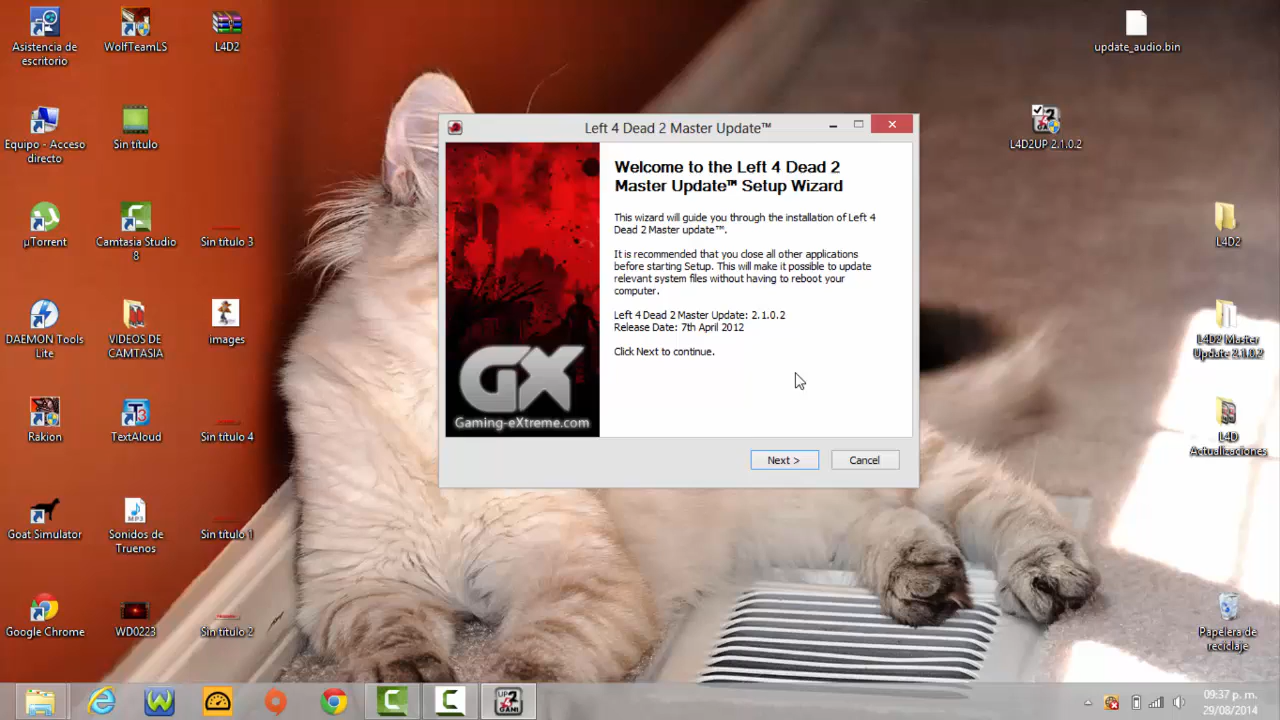 Asistencia de
escritorio
WolfTeamLS
L4D2
update_audio.bin
L4D2UP 2.1.0.2
Equipo - Acceso
directo
Sin titulo
µTorrent
Camtasia Studio
8
Sin título 3
L4D2
DAEMON Tools
Lite
VIDEOS DE
CAMTASIA
images
L4D2 Master
Update 2.1.0.2
Rakion
TextAloud
Sin título 4
L4D
Actualizaciones
Goat Simulator
Sonidos de
Truenos
Sin título 1
Google Chrome
WD0223
Sin título 2
Papelera de
reciclaje
Left 4 Dead 2 Master Update™
Welcome to the Left 4 Dead 2
Master Update™ Setup Wizard
This wizard will guide you through the installation of Left 4
Dead 2 Master update™.
It is recommended that you close all other applications
before starting Setup. This will make it possible to update
relevant system files without having to reboot your
computer.
Left 4 Dead 2 Master Update: 2.1.0.2
Release Date: 7th April 2012
Click Next to continue.
GX
Gaming-eXtreme.com
Next >
Cancel
09:37 p. m.
29/08/2014